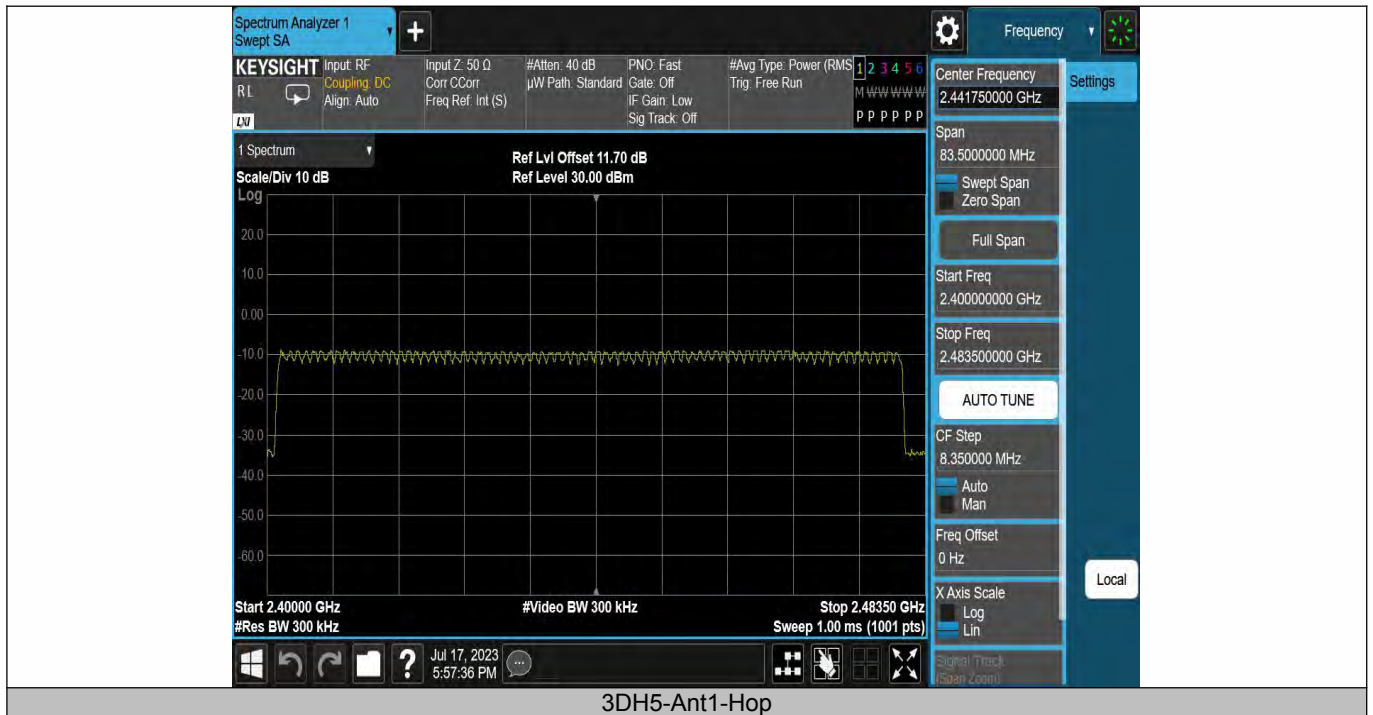 Spectrum Analyzer 1
Swept SA
+
Frequency
KEYSIGHT
RL
LXI
Input: RF
Coupling: DC
Align: Auto
Input Z: 50 Ω
Corr CCorr
Freq Ref: Int (S)
#Atten: 40 dB
µW Path: Standard
PNO: Fast
Gate: Off
IF Gain: Low
Sig Track: Off
#Avg Type: Power (RMS
Trig: Free Run
1 2 3 4 5 6
M W W W W W
P P P P P P
Center Frequency
2.441750000 GHz
Settings
Span
83.5000000 MHz
Swept Span
Zero Span
Full Span
Start Freq
2.400000000 GHz
Stop Freq
2.483500000 GHz
AUTO TUNE
CF Step
8.350000 MHz
Auto
Man
Freq Offset
0 Hz
X Axis Scale
Log
Lin
Signal Track
(Span Zoom)
Local
1 Spectrum
Scale/Div 10 dB
Log
Ref Lvl Offset 11.70 dB
Ref Level 30.00 dBm
20.0
10.0
0.00
-10.0
-20.0
-30.0
-40.0
-50.0
-60.0
Start 2.40000 GHz
#Res BW 300 kHz
#Video BW 300 kHz
Stop 2.48350 GHz
Sweep 1.00 ms (1001 pts)
?
Jul 17, 2023
5:57:36 PM
3DH5-Ant1-Hop